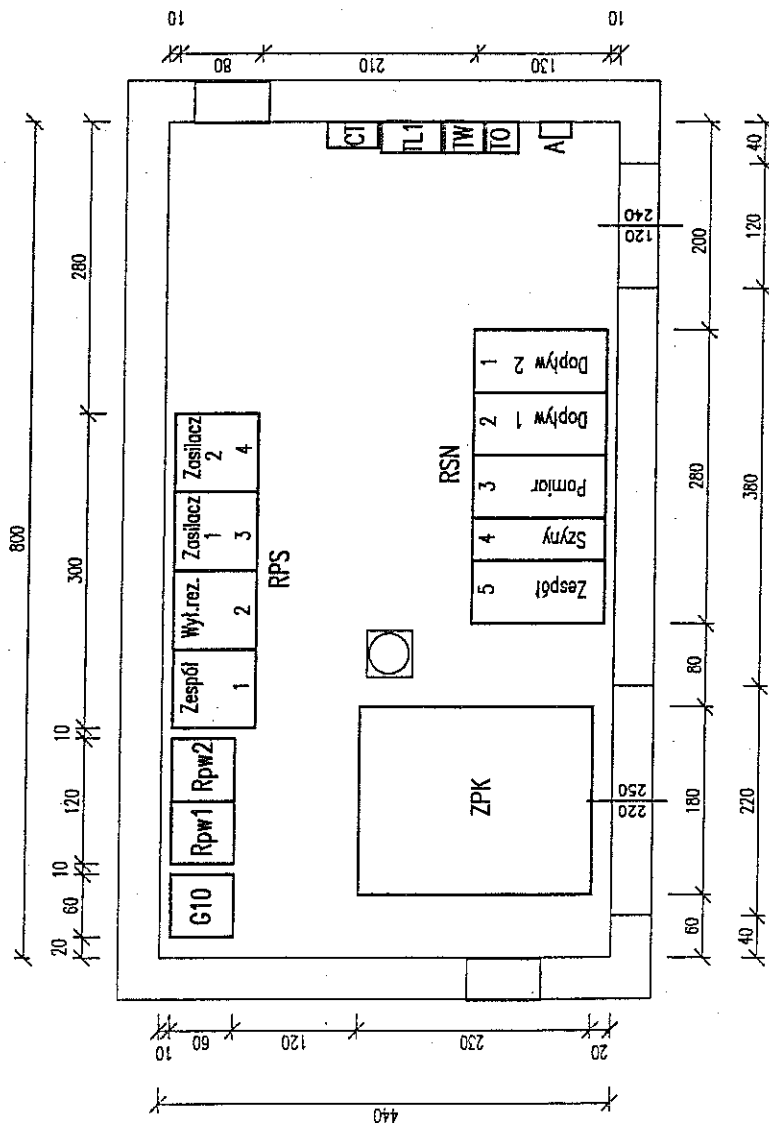 800
20
60
10
120
10
300
280
10
80
210
130
10
G10
Rpw1
Rpw2
Zespół
1
Wył.rez.
2
Zasilacz
1
3
Zasilacz
2
4
RPS
CT
TL1
TW
TO
A
RSN
5
Zespół
4
Szyny
3
Pomiar
2
Dopływ 1
1
Dopływ 2
ZPK
220
250
120
240
10
60
120
230
20
440
60
180
80
280
200
40
220
380
120
40